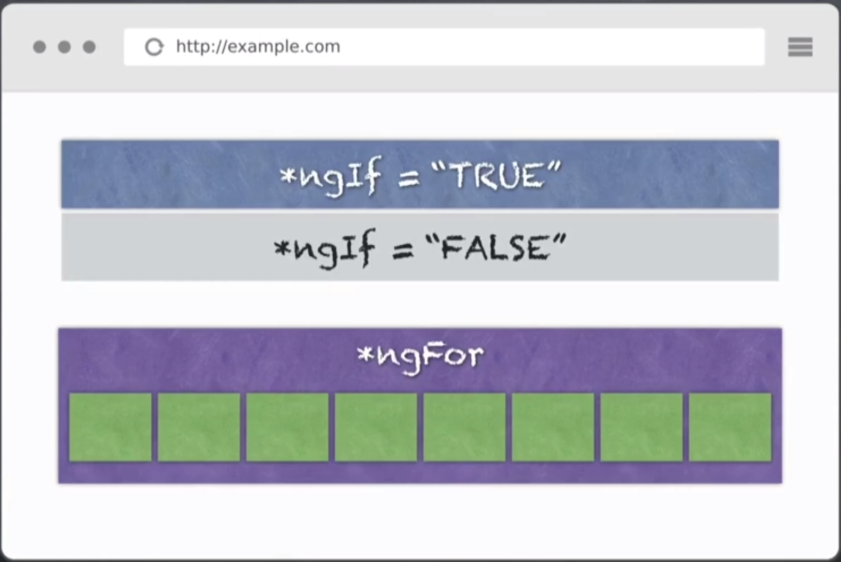 http://example.com
*ngIf = “TRUE”
*ngIf = “FALSE”
*ngFor